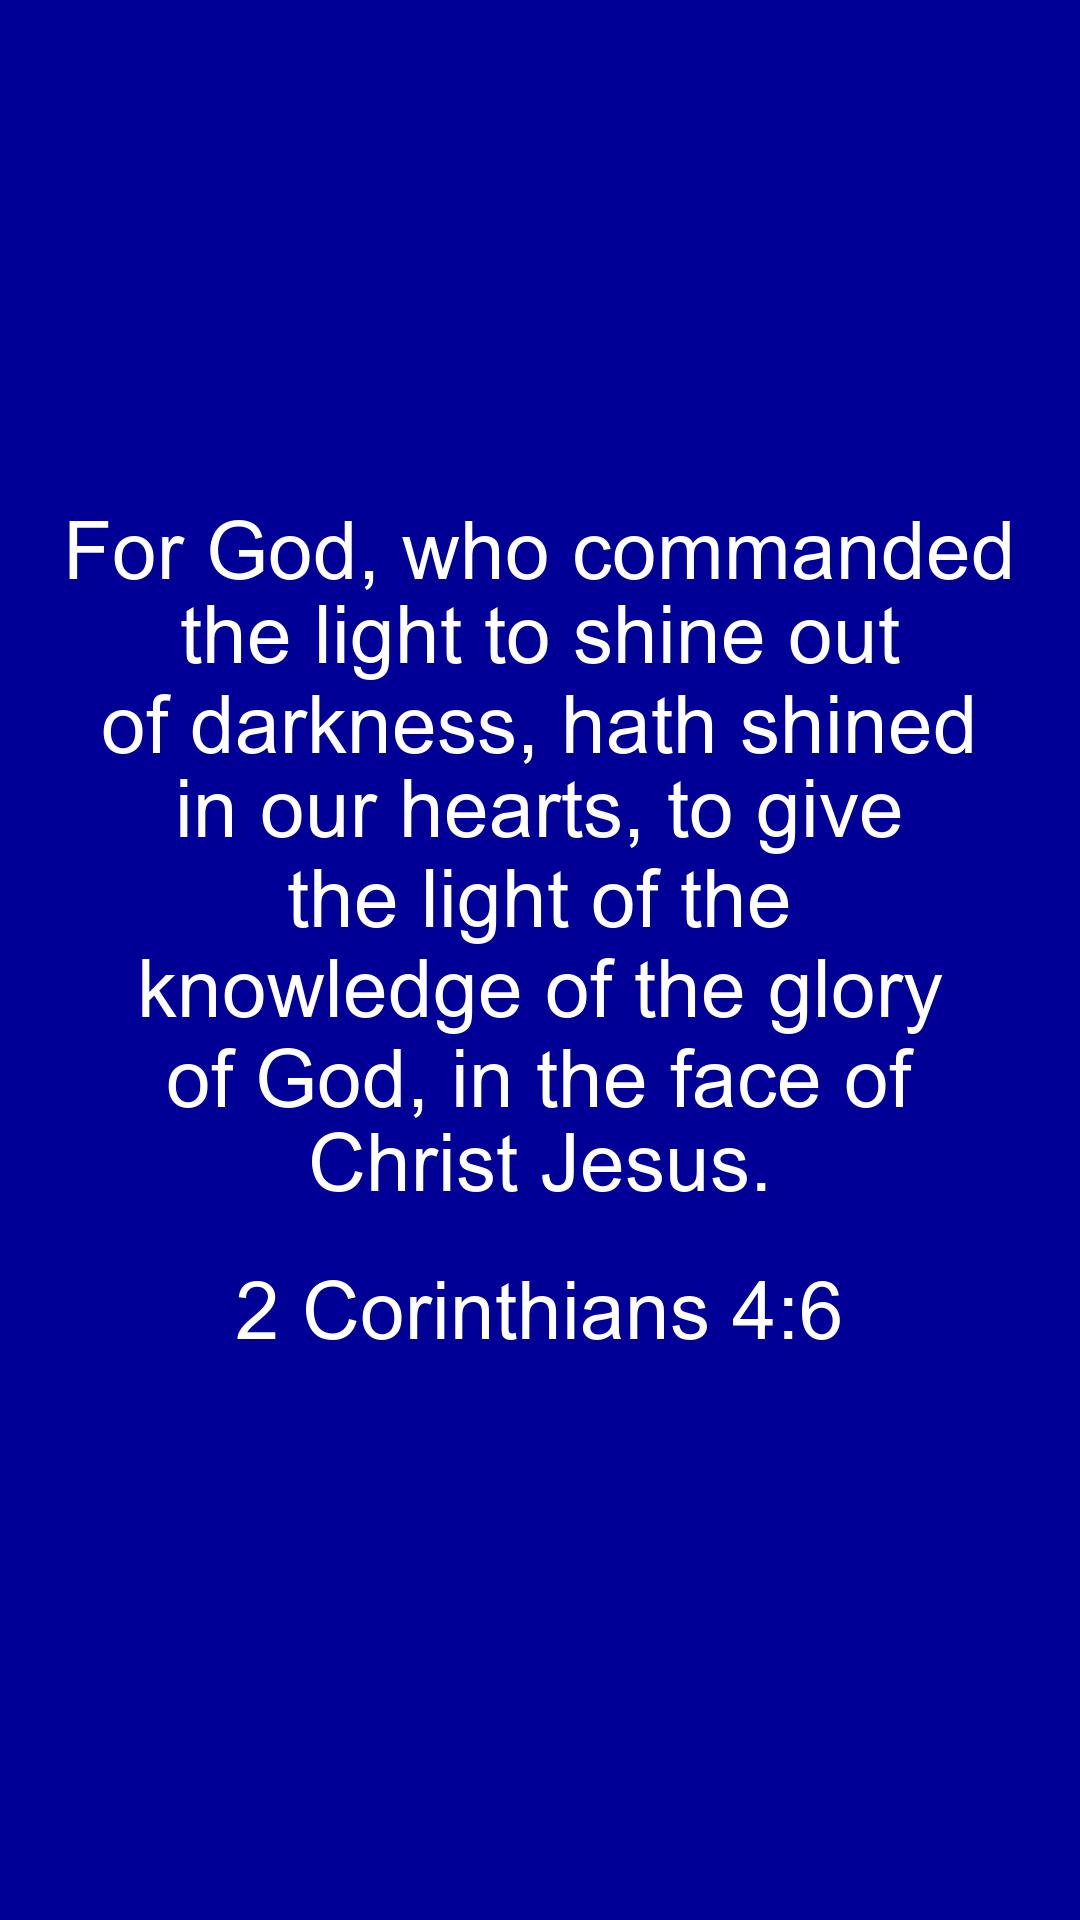 For God, who commanded
the light to shine out
of darkness, hath shined
in our hearts, to give
the light of the
knowledge of the glory
of God, in the face of
Christ Jesus.
2 Corinthians 4:6